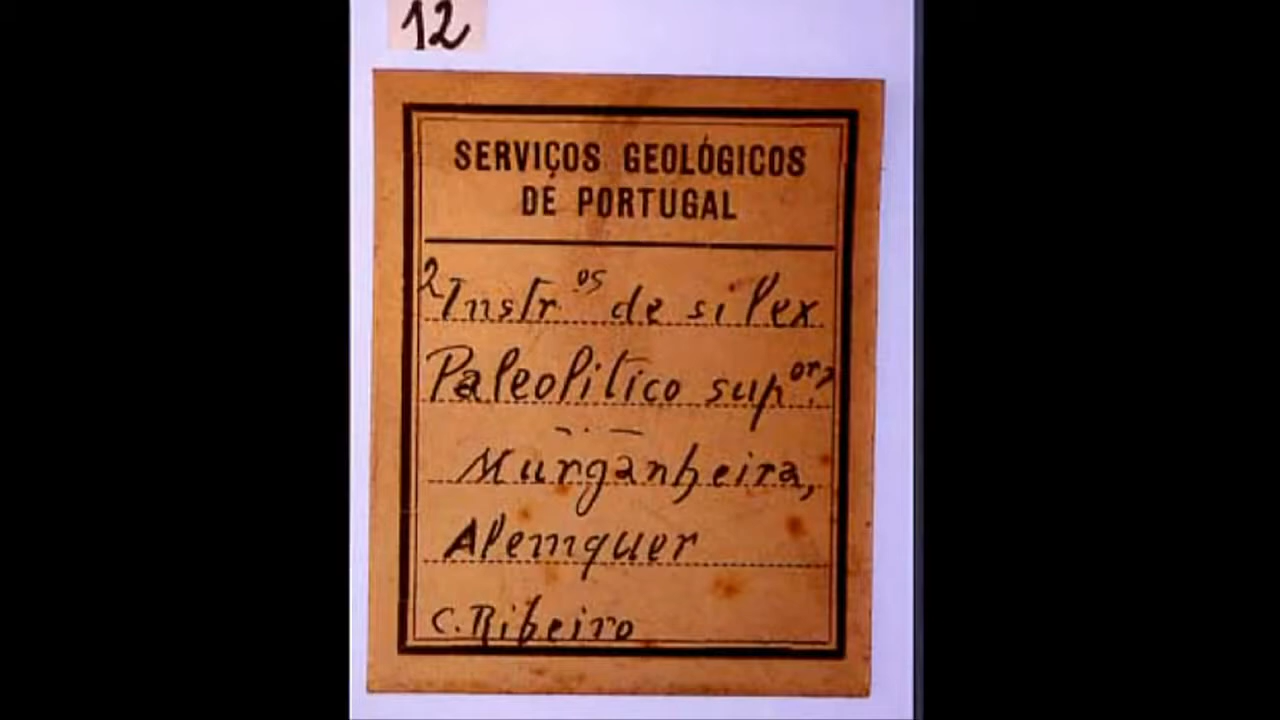 12
SERVIÇOS GEOLÓGICOS
DE PORTUGAL
2 Instr.os de silex
Paleolitico sup.or?
Murganheira,
Alemquer
C. Ribeiro